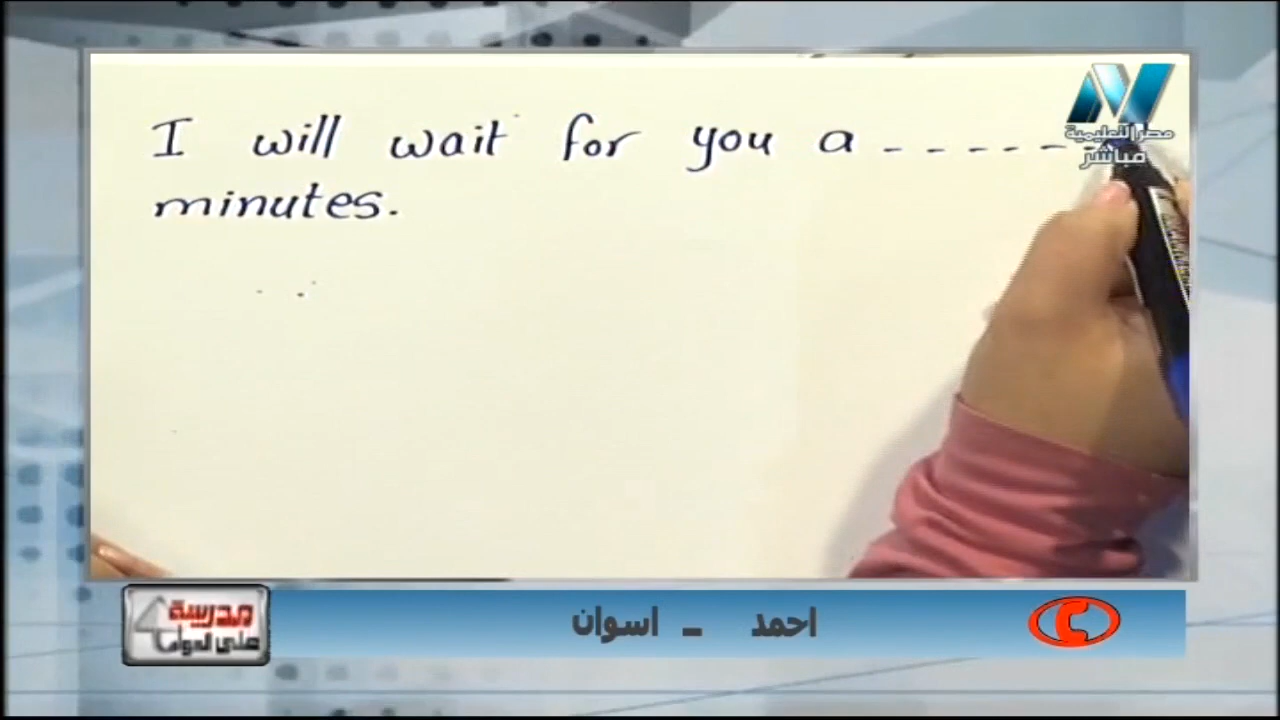 I will wait for you a ------
minutes.
مصر التعليمية
مباشر
مدرسة
على الهواء
احمد - اسوان